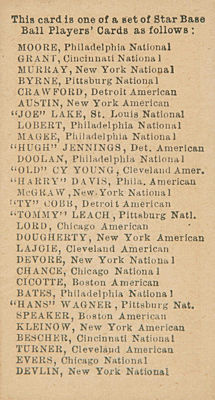 This card is one of a set of Star Base
Ball Players' Cards as follows:
MOORE, Philadelphia National
GRANT, Cincinnati National
MURRAY, New York National
BYRNE, Pittsburg National
CRAWFORD, Detroit American
AUSTIN, New York American
"JOE" LAKE, St. Louis National
LOBERT, Philadelphia National
MAGEE, Philadelphia National
"HUGH" JENNINGS, Det. American
DOOLAN, Philadelphia National
"OLD" CY YOUNG, Cleveland Amer.
"HARRY" DAVIS, Phila. American
McGRAW, New York National
"TY" COBB, Detroit American
"TOMMY" LEACH, Pittsburg Natl.
LORD, Chicago American
DOUGHERTY, New York American
LAJOIE, Cleveland American
DEVORE, New York National
CHANCE, Chicago National
CICOTTE, Boston American
BATES, Philadelphia National
"HANS" WAGNER, Pittsburg Nat.
SPEAKER, Boston American
KLEINOW, New York American
BESCHER, Cincinnati National
TURNER, Cleveland American
EVERS, Chicago National
DEVLIN, New York National